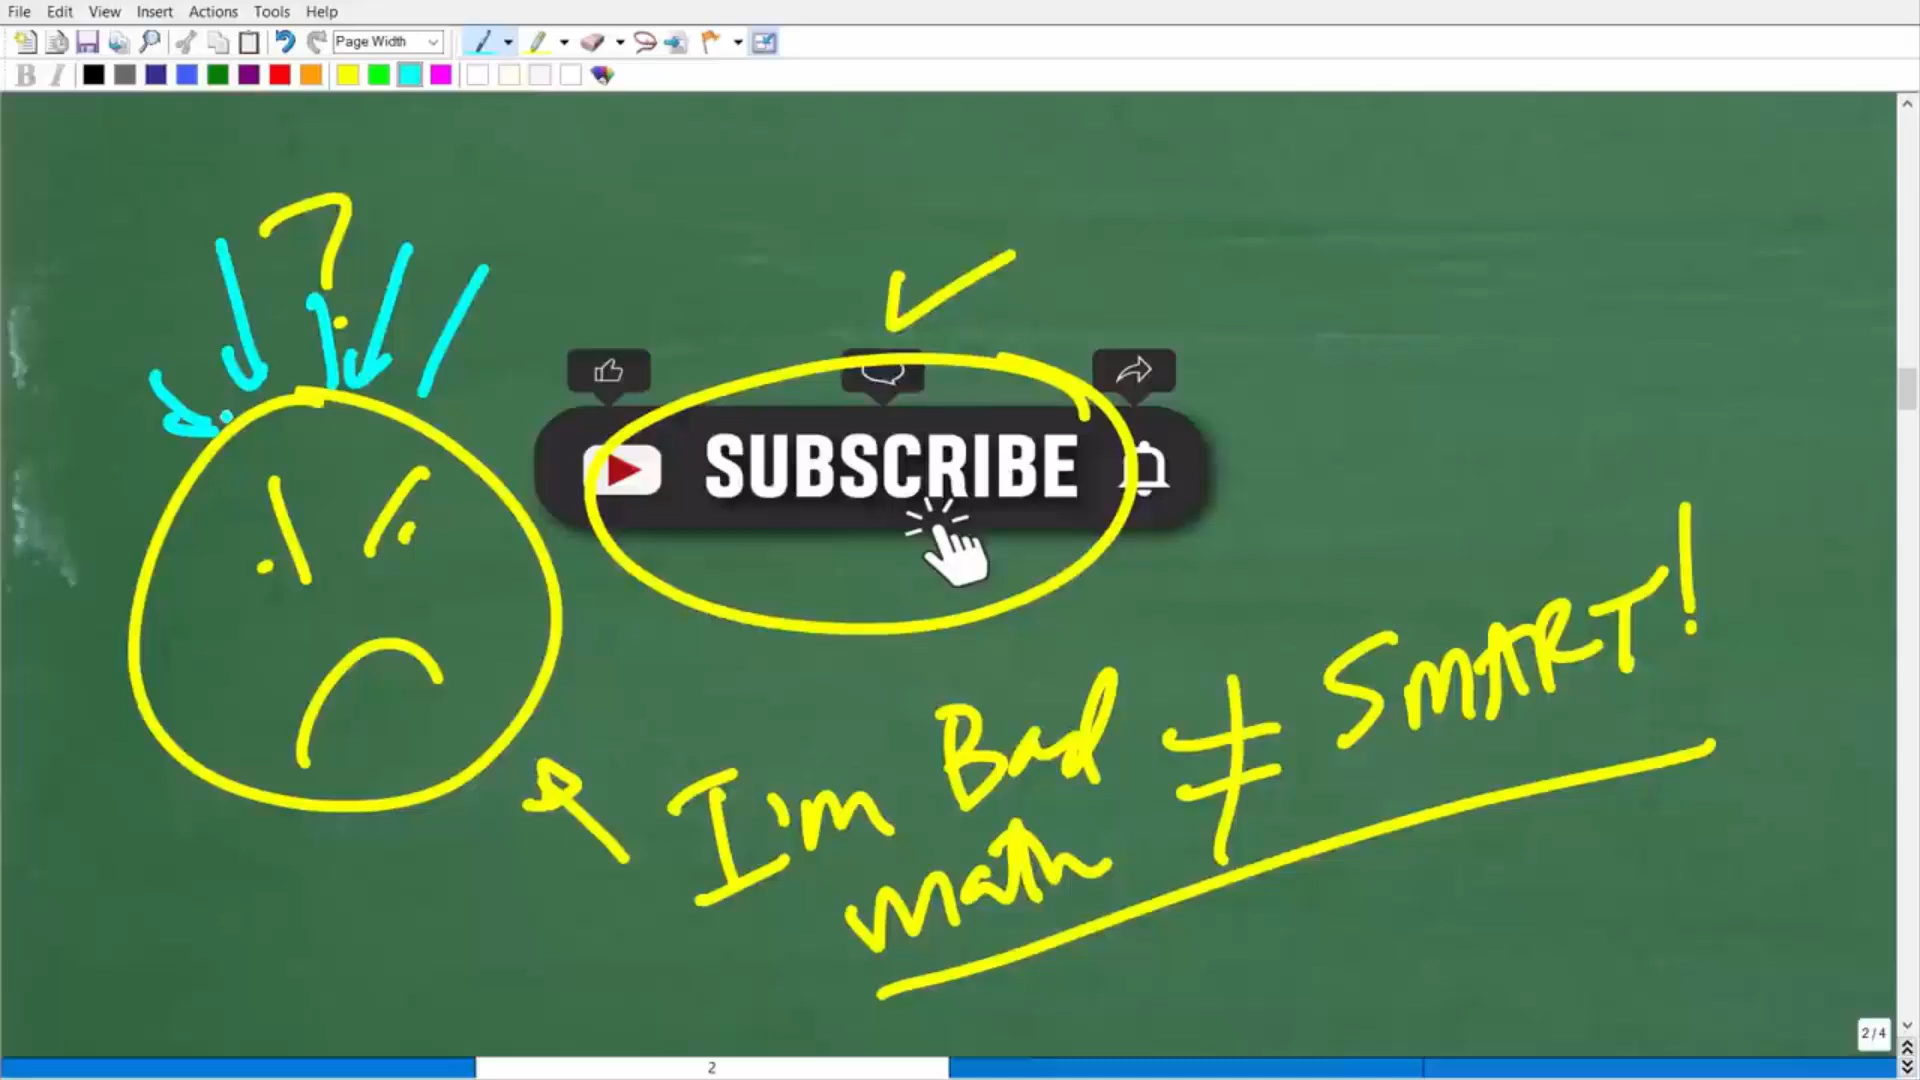 File Edit View Insert Actions Tools Help
Page Width
B I
?
SUBSCRIBE
I'm Bad ≠ SMART!
math
2/4
2